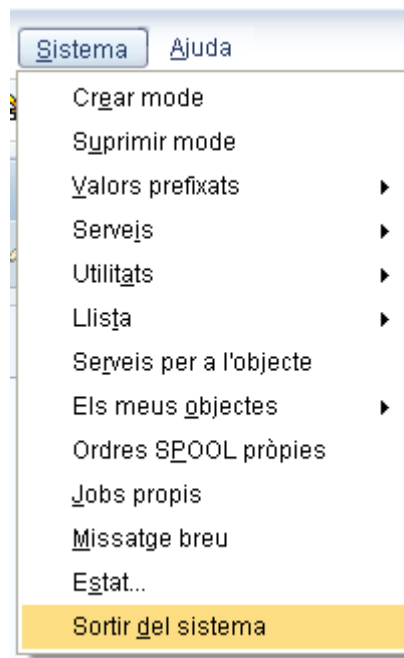 Sistema Ajuda
Crear mode
Suprimir mode
Valors prefixats
Serveis
Utilitats
Llista
Serveis per a l'objecte
Els meus objectes
Ordres SPOOL pròpies
Jobs propis
Missatge breu
Estat...
Sortir del sistema